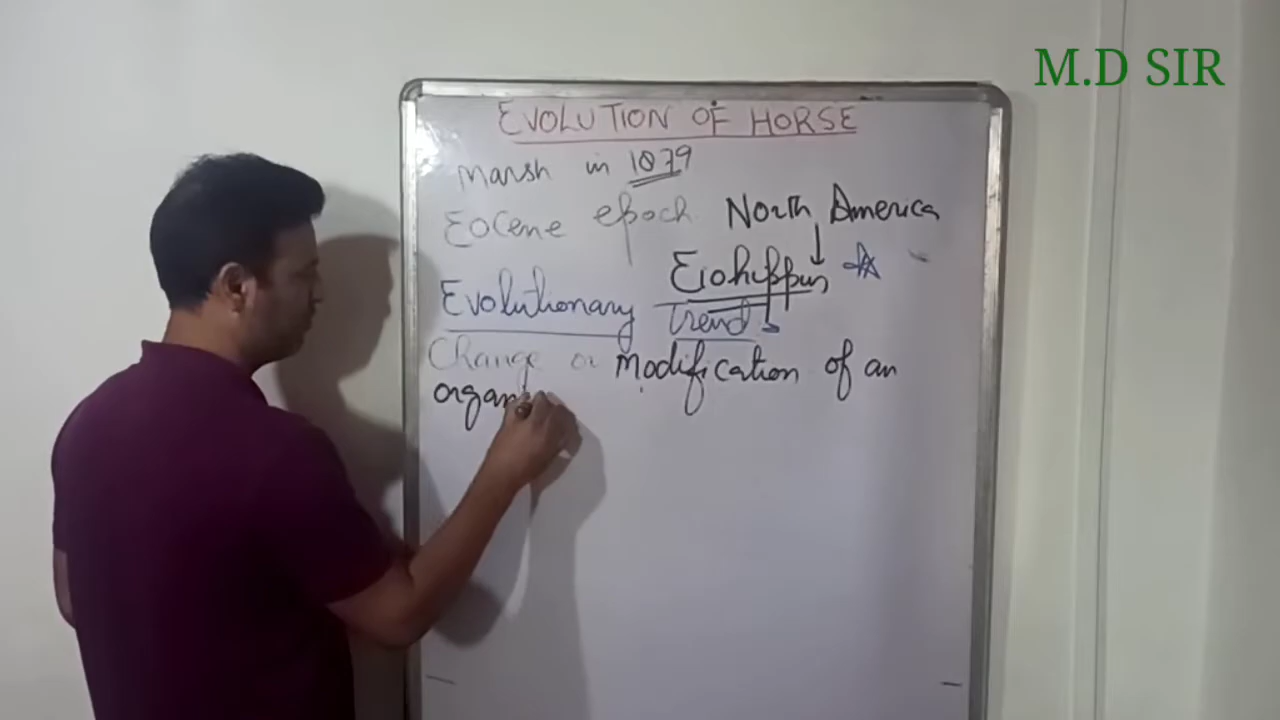 M.D SIR
EVOLUTION OF HORSE
Marsh in 1879
Eocene epoch North America
Eohippus
Evolutionary Trend
Change or Modification of an